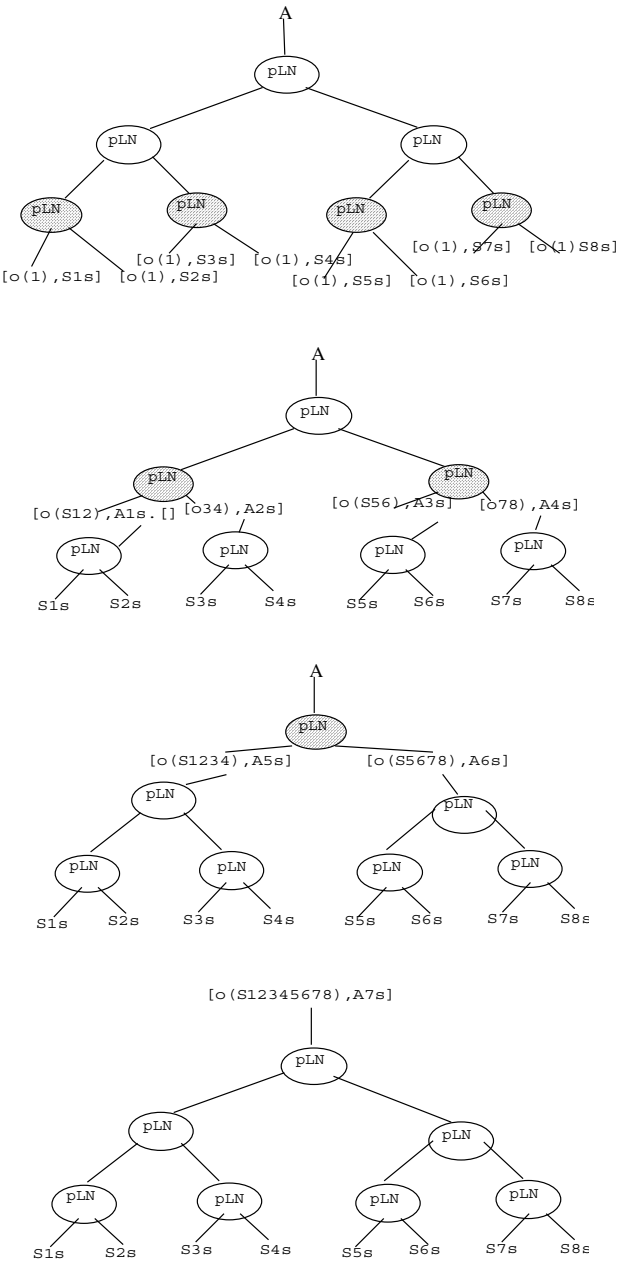 A
pLN
pLN pLN
pLN pLN pLN pLN
[o(1),S3s] [o(1),S4s] [o(1),S7s] [o(1)S8s]
[o(1),S1s] [o(1),S2s] [o(1),S5s] [o(1),S6s]
A
pLN
pLN pLN
[o(S12),A1s.[] [o34),A2s] [o(S56),A3s] [o78),A4s]
pLN pLN pLN pLN
S1s S2s S3s S4s S5s S6s S7s S8s
A
pLN
[o(S1234),A5s] [o(S5678),A6s]
pLN pLN
pLN pLN pLN pLN
S1s S2s S3s S4s S5s S6s S7s S8s
[o(S12345678),A7s]
pLN
pLN pLN
pLN pLN pLN pLN
S1s S2s S3s S4s S5s S6s S7s S8s